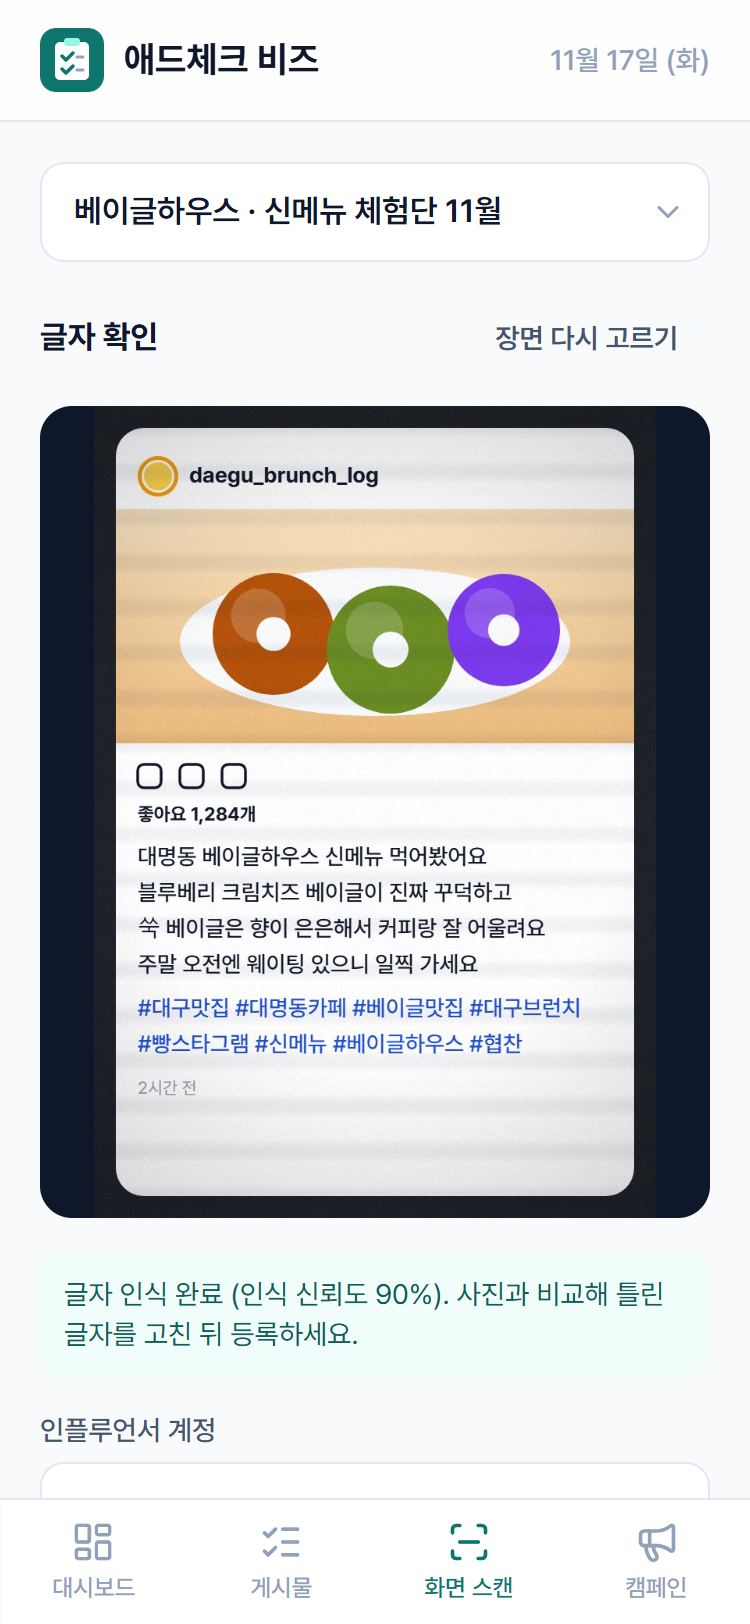 애드체크 비즈
11월 17일 (화)
베이글하우스 · 신메뉴 체험단 11월
글자 확인
장면 다시 고르기
daegu_brunch_log
좋아요 1,284개
대명동 베이글하우스 신메뉴 먹어봤어요
블루베리 크림치즈 베이글이 진짜 꾸덕하고
쑥 베이글은 향이 은은해서 커피랑 잘 어울려요
주말 오전엔 웨이팅 있으니 일찍 가세요
#대구맛집 #대명동카페 #베이글맛집 #대구브런치
#빵스타그램 #신메뉴 #베이글하우스 #협찬
2시간 전
글자 인식 완료 (인식 신뢰도 90%). 사진과 비교해 틀린
글자를 고친 뒤 등록하세요.
인플루언서 계정
대시보드
게시물
화면 스캔
캠페인